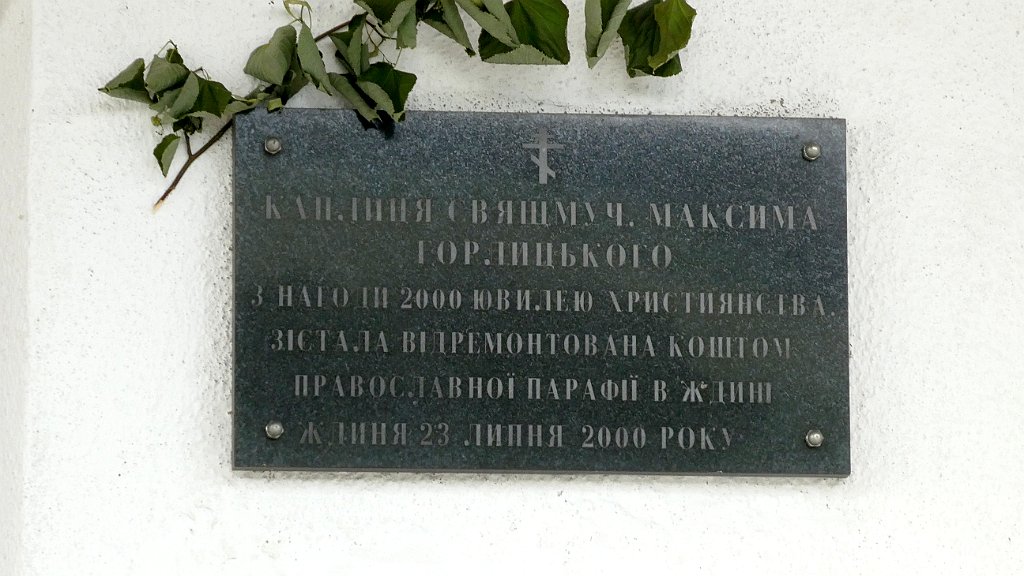 КАПЛИЦЯ СВЯЩМУЧ. МАКСИМА
ГОРЛИЦЬКОГО
З НАГОДИ 2000 ЮВИЛЕЮ ХРИСТИЯНСТВА.
ЗІСТАЛА ВІДРЕМОНТОВАНА КОШТОМ
ПРАВОСЛАВНОЇ ПАРАФІЇ В ЖДИНІ
ЖДИНЯ 23 ЛИПНЯ 2000 РОКУ